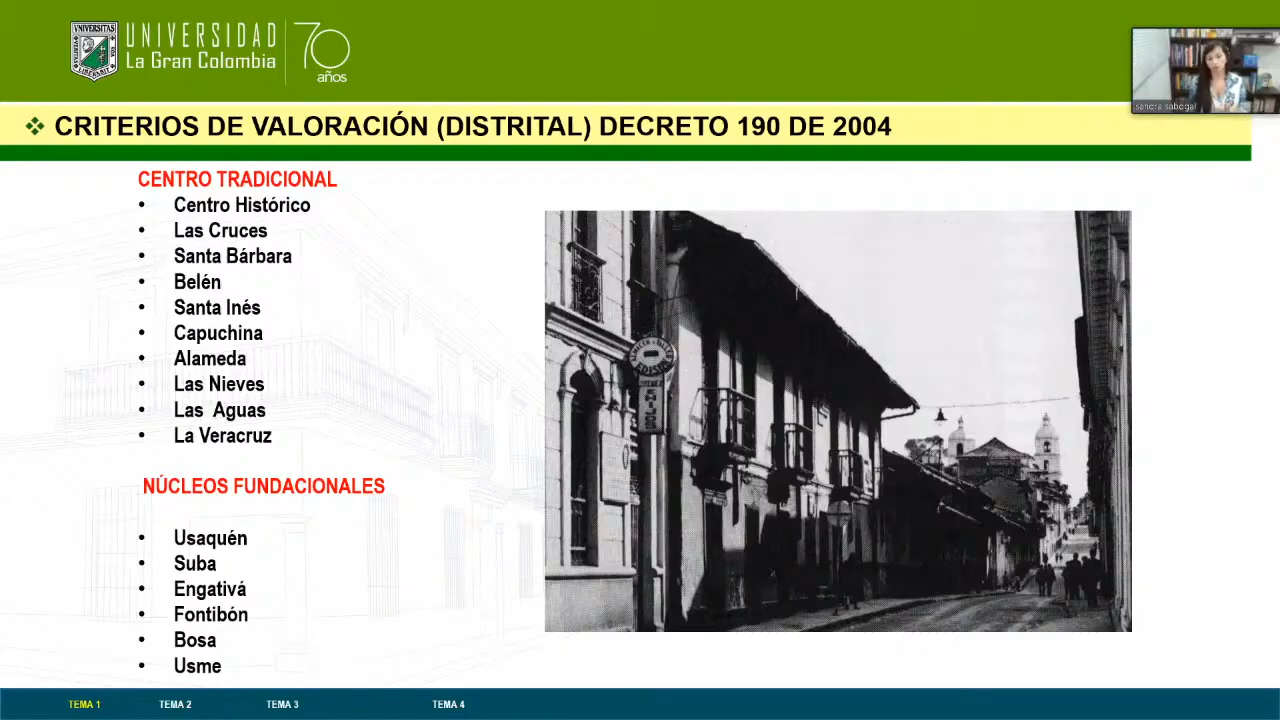 UNIVERSITAS
UNIVERSIDAD
La Gran Colombia
70
años
sandra sabogal
❖ CRITERIOS DE VALORACIÓN (DISTRITAL) DECRETO 190 DE 2004
CENTRO TRADICIONAL
• Centro Histórico
• Las Cruces
• Santa Bárbara
• Belén
• Santa Inés
• Capuchina
• Alameda
• Las Nieves
• Las Aguas
• La Veracruz
NÚCLEOS FUNDACIONALES
• Usaquén
• Suba
• Engativá
• Fontibón
• Bosa
• Usme
TEMA 1
TEMA 2
TEMA 3
TEMA 4